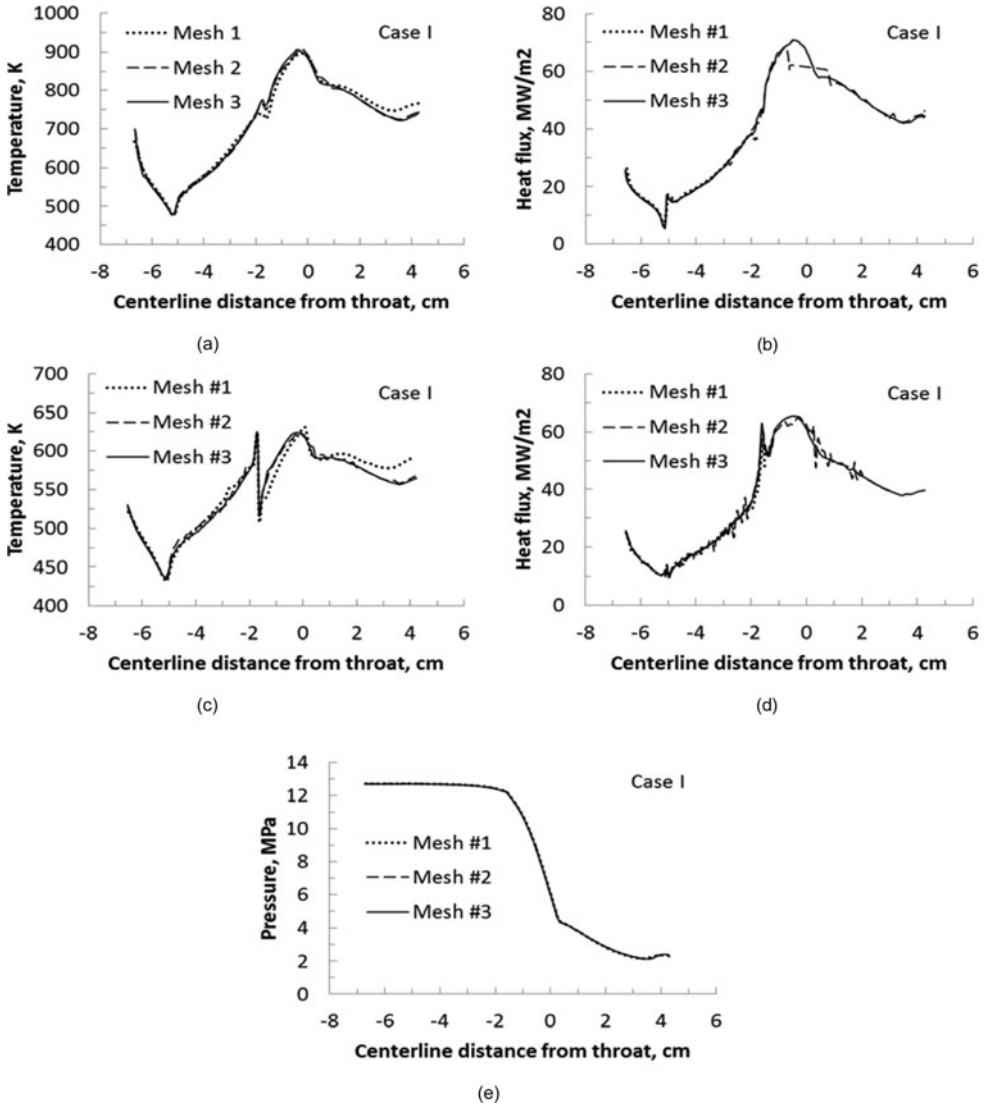 1000
900
800
700
600
500
400
Temperature, K
Mesh 1
Mesh 2
Mesh 3
Case I
-8 -6 -4 -2 0 2 4 6
Centerline distance from throat, cm
(a)
80
60
40
20
0
Heat flux, MW/m2
Mesh #1
Mesh #2
Mesh #3
Case I
-8 -6 -4 -2 0 2 4 6
Centerline distance from throat, cm
(b)
700
650
600
550
500
450
400
Temperature, K
Mesh #1
Mesh #2
Mesh #3
Case I
-8 -6 -4 -2 0 2 4 6
Centerline distance from throat, cm
(c)
80
60
40
20
0
Heat flux, MW/m2
Mesh #1
Mesh #2
Mesh #3
Case I
-8 -6 -4 -2 0 2 4 6
Centerline distance from throat, cm
(d)
14
12
10
8
6
4
2
0
Pressure, MPa
Mesh #1
Mesh #2
Mesh #3
Case I
-8 -6 -4 -2 0 2 4 6
Centerline distance from throat, cm
(e)